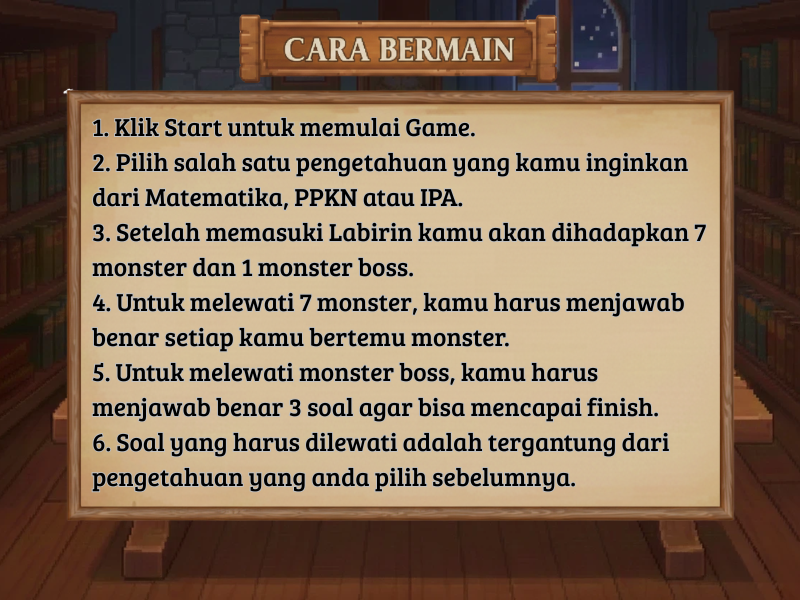 CARA BERMAIN
1. Klik Start untuk memulai Game.
2. Pilih salah satu pengetahuan yang kamu inginkan
dari Matematika, PPKN atau IPA.
3. Setelah memasuki Labirin kamu akan dihadapkan 7
monster dan 1 monster boss.
4. Untuk melewati 7 monster, kamu harus menjawab
benar setiap kamu bertemu monster.
5. Untuk melewati monster boss, kamu harus
menjawab benar 3 soal agar bisa mencapai finish.
6. Soal yang harus dilewati adalah tergantung dari
pengetahuan yang anda pilih sebelumnya.